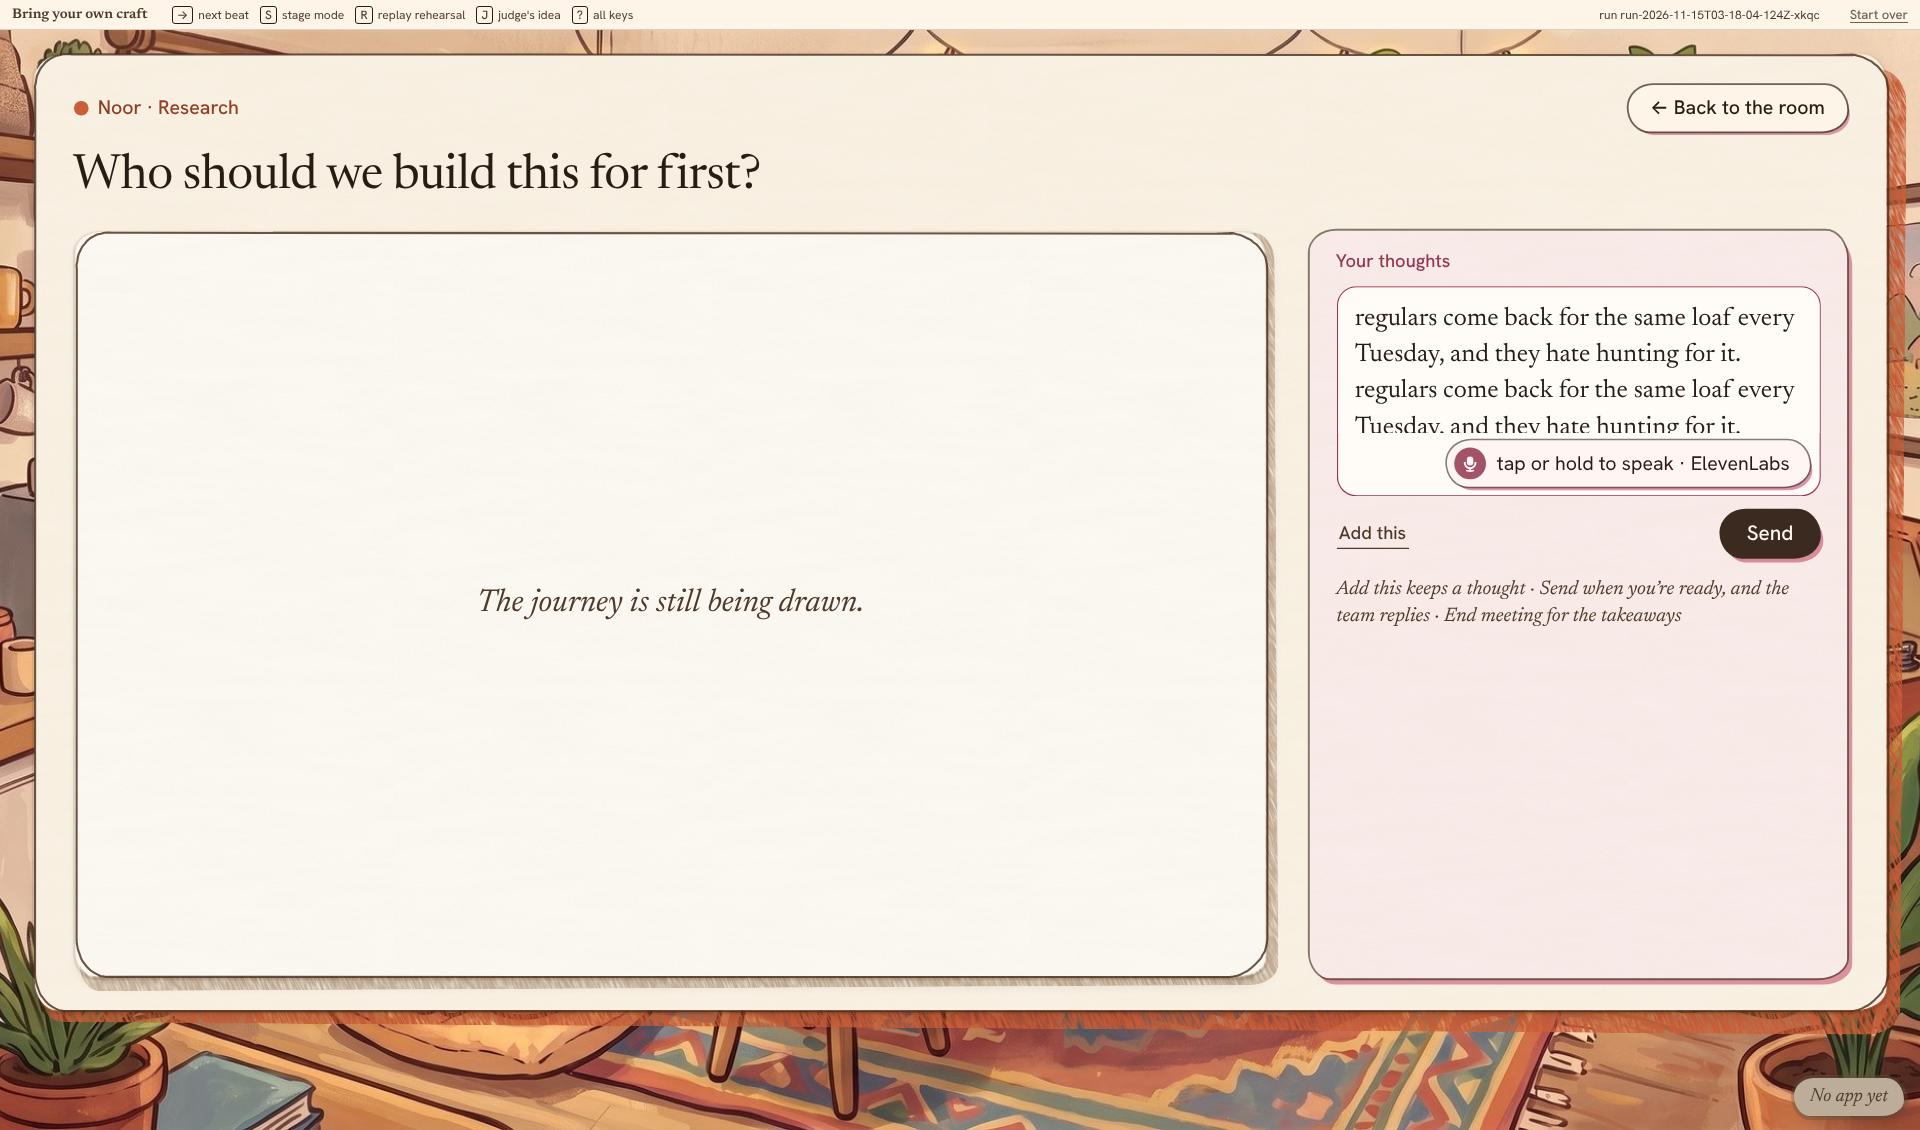 Bring your own craft → next beat S stage mode R replay rehearsal J judge's idea ? all keys run run-2026-11-15T03-18-04-124Z-xkqc Start over
Noor · Research
← Back to the room
Who should we build this for first?
The journey is still being drawn.
Your thoughts
regulars come back for the same loaf every
Tuesday, and they hate hunting for it.
regulars come back for the same loaf every
Tuesday, and they hate hunting for it.
tap or hold to speak · ElevenLabs
Add this
Send
Add this keeps a thought · Send when you’re ready, and the
team replies · End meeting for the takeaways
No app yet